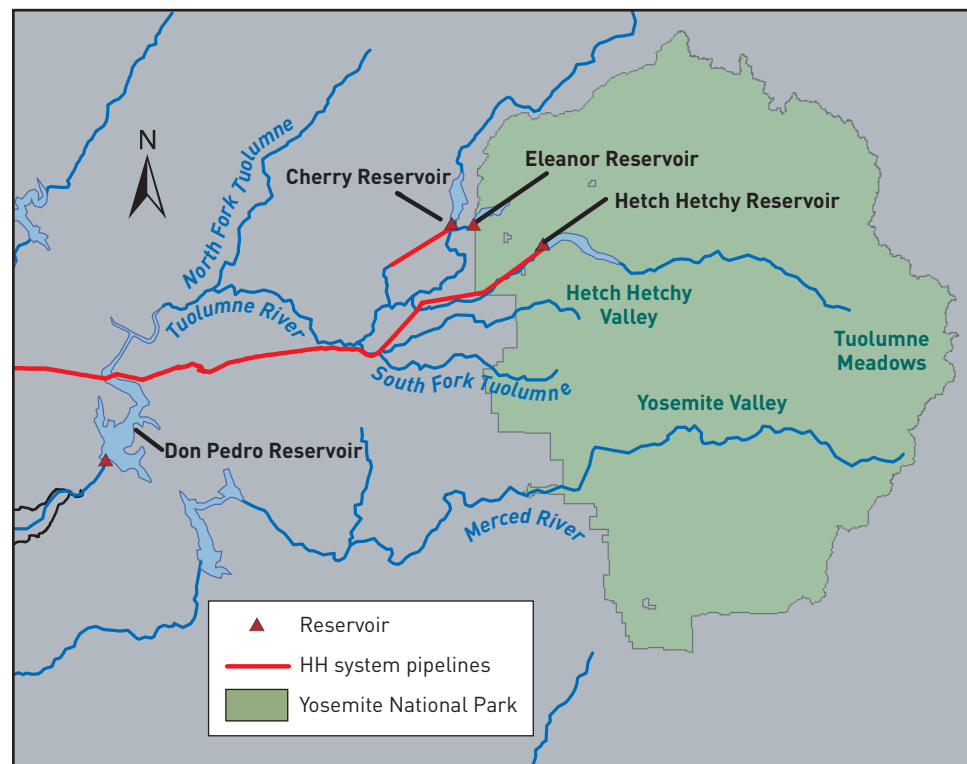 N
North Fork Tuolumne
Cherry Reservoir
Eleanor Reservoir
Hetch Hetchy Reservoir
Tuolumne River
Hetch Hetchy
Valley
Tuolumne
Meadows
South Fork Tuolumne
Yosemite Valley
Don Pedro Reservoir
Merced River
Reservoir
HH system pipelines
Yosemite National Park